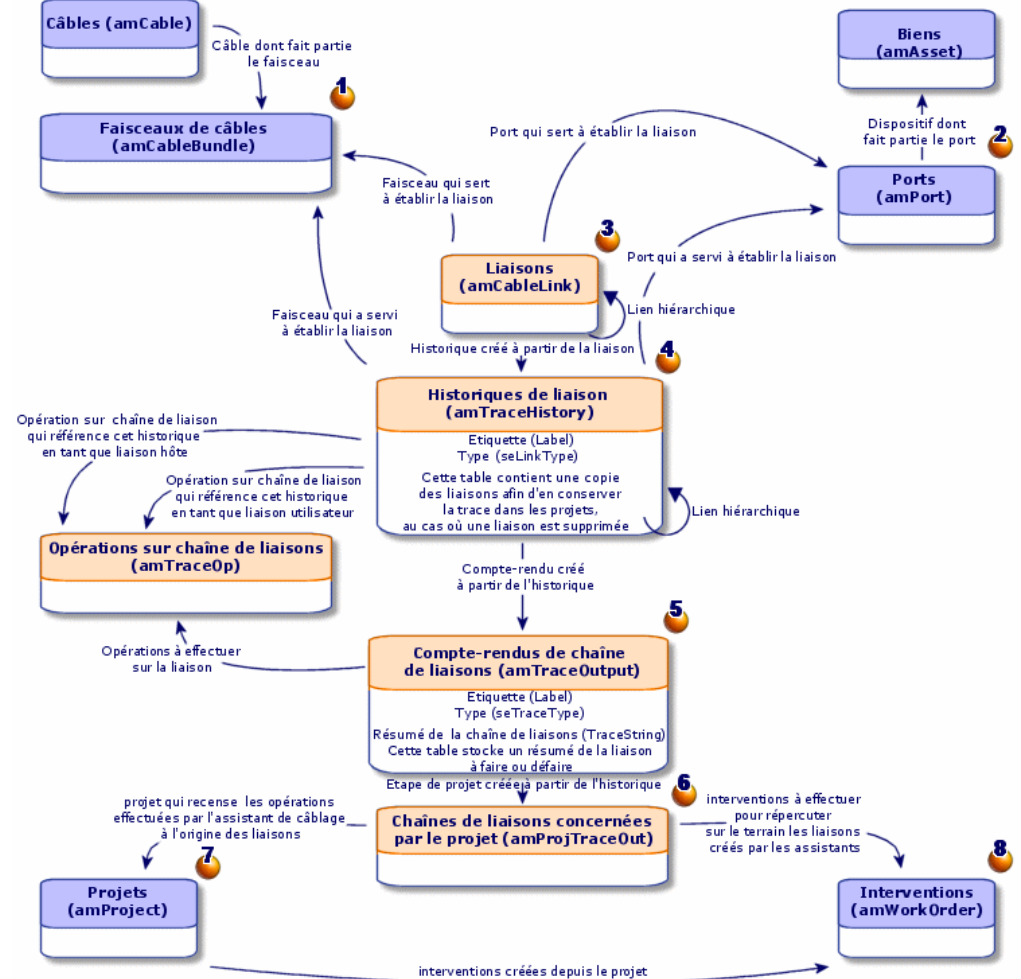 Câbles (amCable)
Câble dont fait partie
le faisceau
1
Faisceaux de câbles
(amCableBundle)
Biens
(amAsset)
Dispositif dont
fait partie le port
2
Ports
(amPort)
Port qui sert à établir la liaison
Faisceau qui sert
à établir la liaison
3
Liaisons
(amCableLink)
Lien hiérarchique
Port qui a servi à établir la liaison
Faisceau qui a servi
à établir la liaison
Historique créé à partir de la liaison
4
Historiques de liaison
(amTraceHistory)
Etiquette (Label)
Type (seLinkType)
Cette table contient une copie
des liaisons afin d'en conserver
la trace dans les projets,
au cas où une liaison est supprimée
Lien hiérarchique
Opération sur chaîne de liaison
qui référence cet historique
en tant que liaison hôte
Opération sur chaîne de liaison
qui référence cet historique
en tant que liaison utilisateur
Opérations sur chaîne de liaisons
(amTraceOp)
Compte-rendu créé
à partir de l'historique
5
Compte-rendus de chaîne
de liaisons (amTraceOutput)
Etiquette (Label)
Type (seTraceType)
Résumé de la chaîne de liaisons (TraceString)
Cette table stocke un résumé de la liaison
à faire ou défaire
Opérations à effectuer
sur la liaison
Etape de projet créée à partir de l'historique
6
Chaînes de liaisons concernées
par le projet (amProjTraceOut)
projet qui recense les opérations
effectuées par l'assistant de câblage
à l'origine des liaisons
interventions à effectuer
pour répercuter
sur le terrain les liaisons
créés par les assistants
7
Projets
(amProject)
8
Interventions
(amWorkOrder)
interventions créées depuis le projet